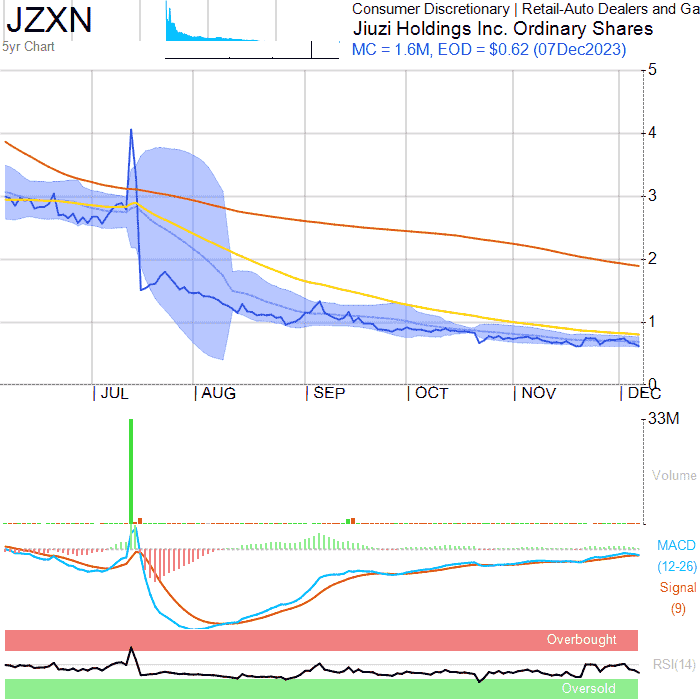 JZXN
5yr Chart
Consumer Discretionary | Retail-Auto Dealers and Ga
Jiuzi Holdings Inc. Ordinary Shares
MC = 1.6M, EOD = $0.62 (07Dec2023)
5
4
3
2
1
0
JUL AUG SEP OCT NOV DEC
33M
Volume
MACD
(12-26)
Signal
(9)
Overbought
RSI(14)
Oversold